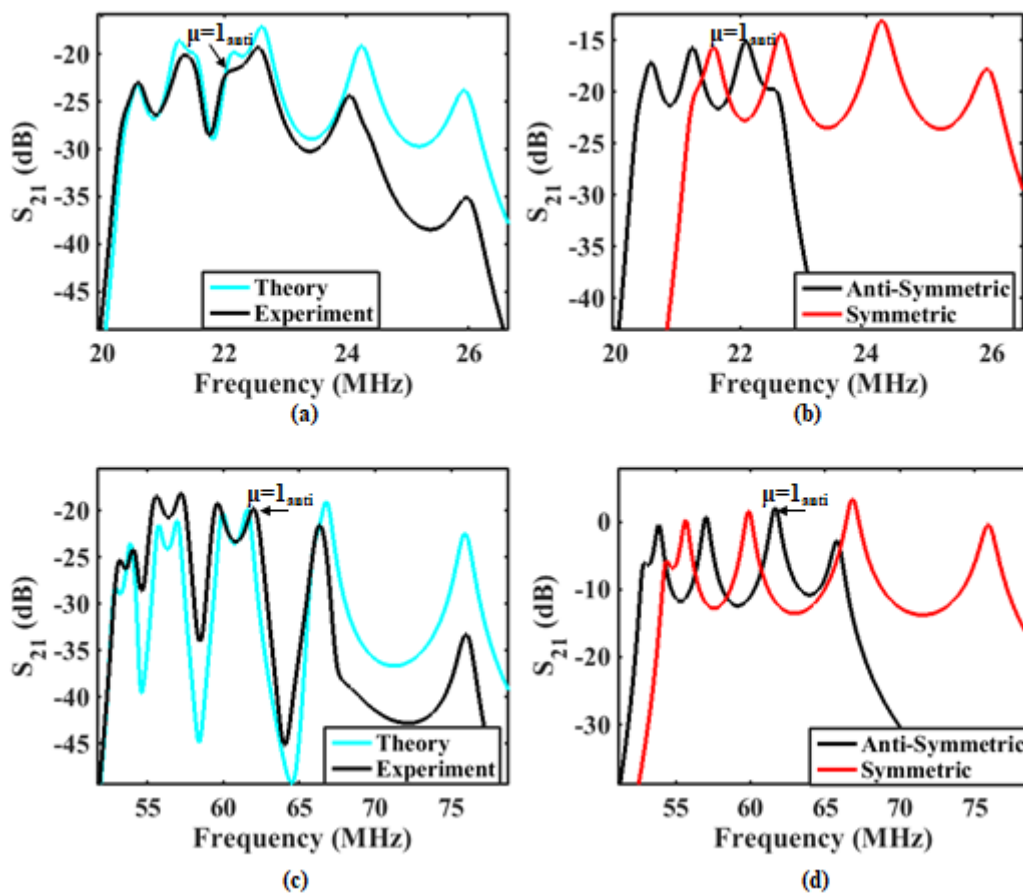 μ=1anti
-20
-25
-30
-35
-40
-45
S21 (dB)
Theory
Experiment
20 22 24 26
Frequency (MHz)
(a)
μ=1anti
-15
-20
-25
-30
-35
-40
S21 (dB)
Anti-Symmetric
Symmetric
20 22 24 26
Frequency (MHz)
(b)
μ=1anti
-20
-25
-30
-35
-40
-45
S21 (dB)
Theory
Experiment
55 60 65 70 75
Frequency (MHz)
(c)
μ=1anti
0
-10
-20
-30
S21 (dB)
Anti-Symmetric
Symmetric
55 60 65 70 75
Frequency (MHz)
(d)